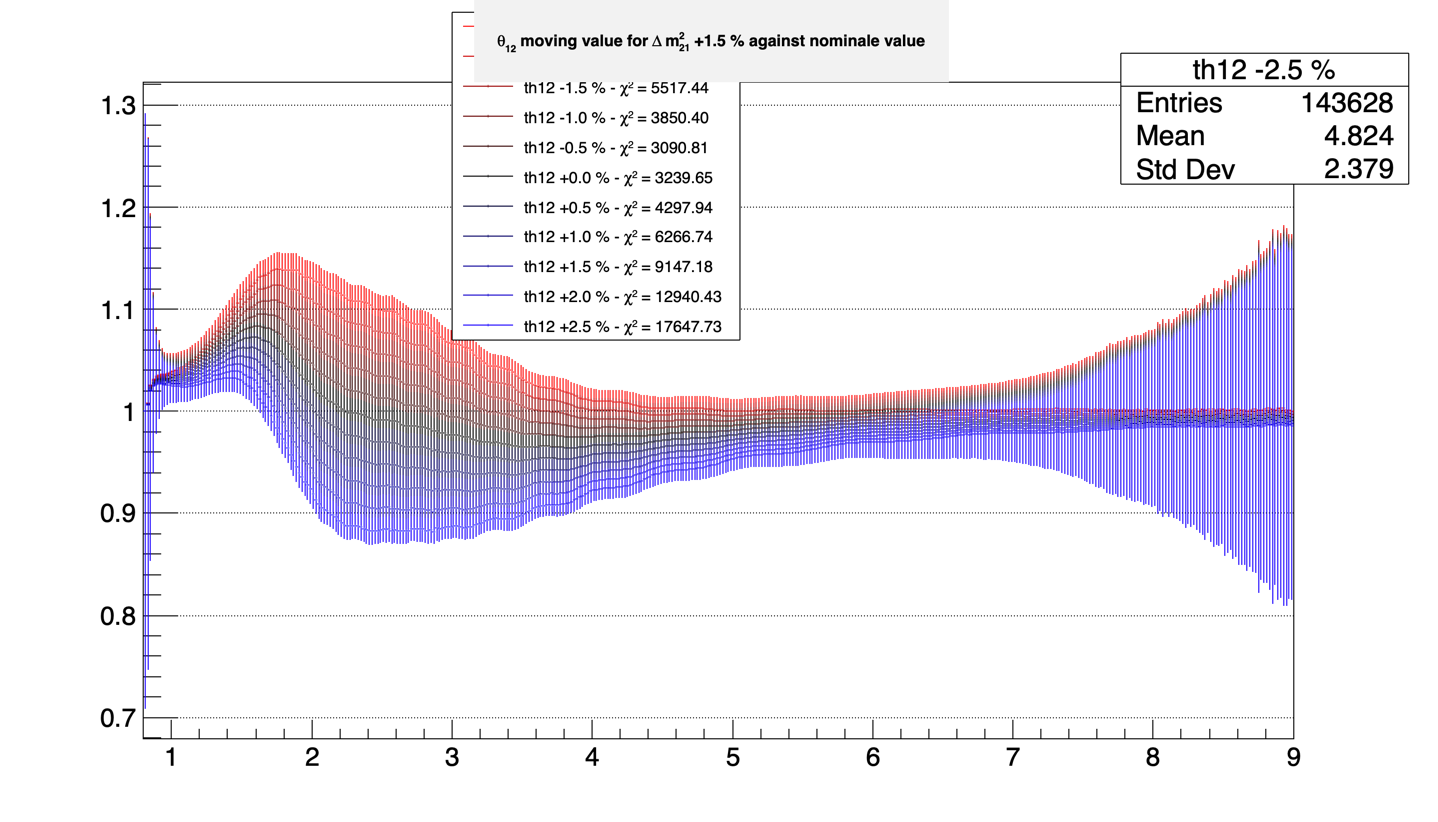 θ12 moving value for Δ m²21 +1.5 % against nominale value
th12 -1.5 % - χ² = 5517.44
th12 -1.0 % - χ² = 3850.40
th12 -0.5 % - χ² = 3090.81
th12 +0.0 % - χ² = 3239.65
th12 +0.5 % - χ² = 4297.94
th12 +1.0 % - χ² = 6266.74
th12 +1.5 % - χ² = 9147.18
th12 +2.0 % - χ² = 12940.43
th12 +2.5 % - χ² = 17647.73
th12 -2.5 %
Entries 143628
Mean 4.824
Std Dev 2.379
1.3
1.2
1.1
1
0.9
0.8
0.7
1 2 3 4 5 6 7 8 9